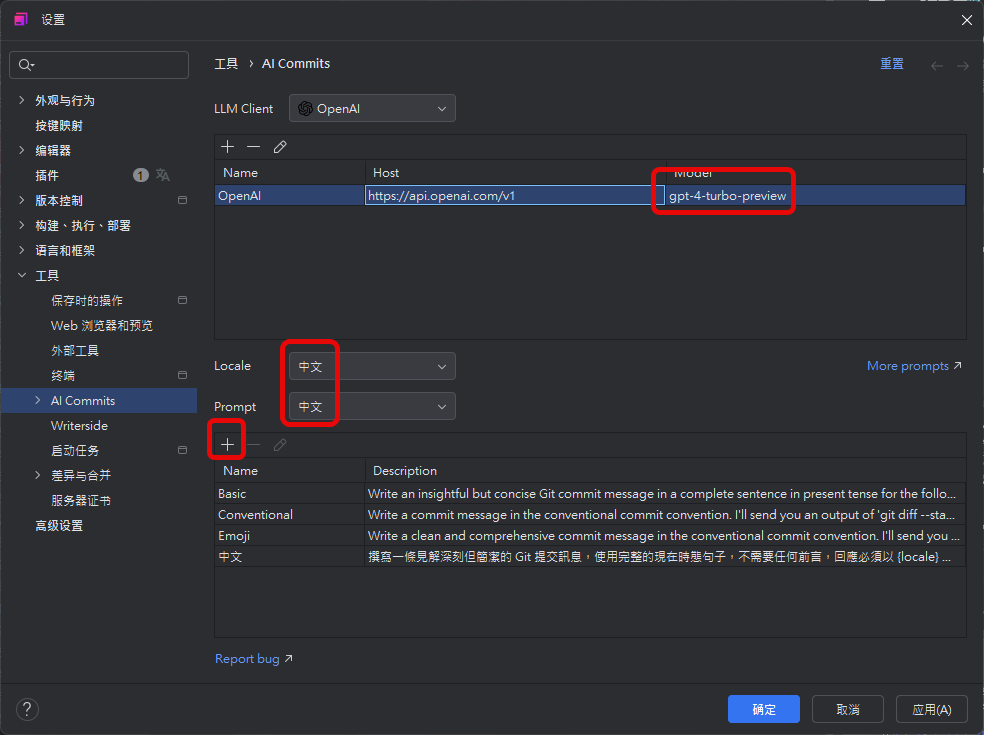 设置
工具 › AI Commits
重置
LLM Client
OpenAI
外观与行为
按键映射
编辑器
插件
1
版本控制
构建、执行、部署
语言和框架
工具
保存时的操作
Web 浏览器和预览
外部工具
终端
AI Commits
Writerside
启动任务
差异与合并
服务器证书
高级设置
Name Host Model
OpenAI https://api.openai.com/v1 gpt-4-turbo-preview
Locale 中文
More prompts
Prompt 中文
Name Description
Basic Write an insightful but concise Git commit message in a complete sentence in present tense for the follo...
Conventional Write a commit message in the conventional commit convention. I'll send you an output of 'git diff --sta...
Emoji Write a clean and comprehensive commit message in the conventional commit convention. I'll send you ...
中文 撰寫一條見解深刻但簡潔的 Git 提交訊息，使用完整的現在時態句子，不需要任何前言，回應必須以 {locale} ...
Report bug
?
确定
取消
应用(A)